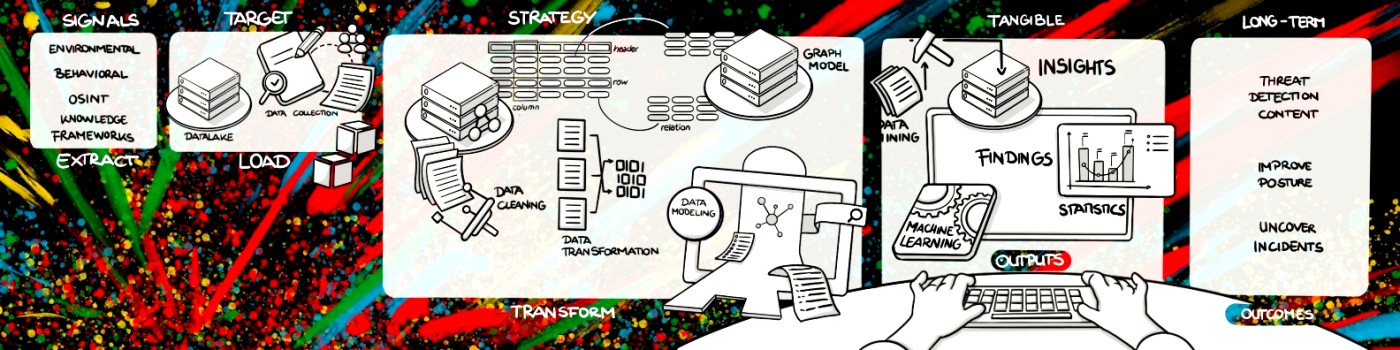 SIGNALS
ENVIRONMENTAL
BEHAVIORAL
OSINT
KNOWLEDGE
FRAMEWORKS
EXTRACT
TARGET
DATA COLLECTION
DATALAKE
LOAD
STRATEGY
header
row
column
relation
GRAPH
MODEL
DATA
CLEANING
0101
1010
0101
DATA
TRANSFORMATION
DATA
MODELING
TRANSFORM
TANGIBLE
INSIGHTS
DATA
MINING
FINDINGS
STATISTICS
MACHINE
LEARNING
OUTPUTS
LONG-TERM
THREAT
DETECTION
CONTENT
IMPROVE
POSTURE
UNCOVER
INCIDENTS
OUTCOMES